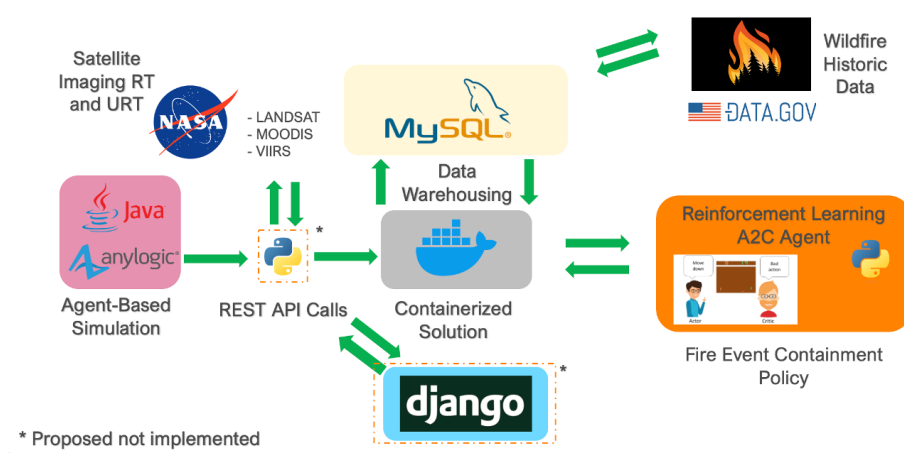 Satellite
Imaging RT
and URT
NASA
- LANDSAT
- MOODIS
- VIIRS
MySQL®
Data
Warehousing
Wildfire
Historic
Data
DATA.GOV
Java
anylogic®
Agent-Based
Simulation
*
REST API Calls
Containerized
Solution
Reinforcement Learning
A2C Agent
Move
down
Bad
action
Actor
Critic
Fire Event Containment
Policy
django
*
* Proposed not implemented